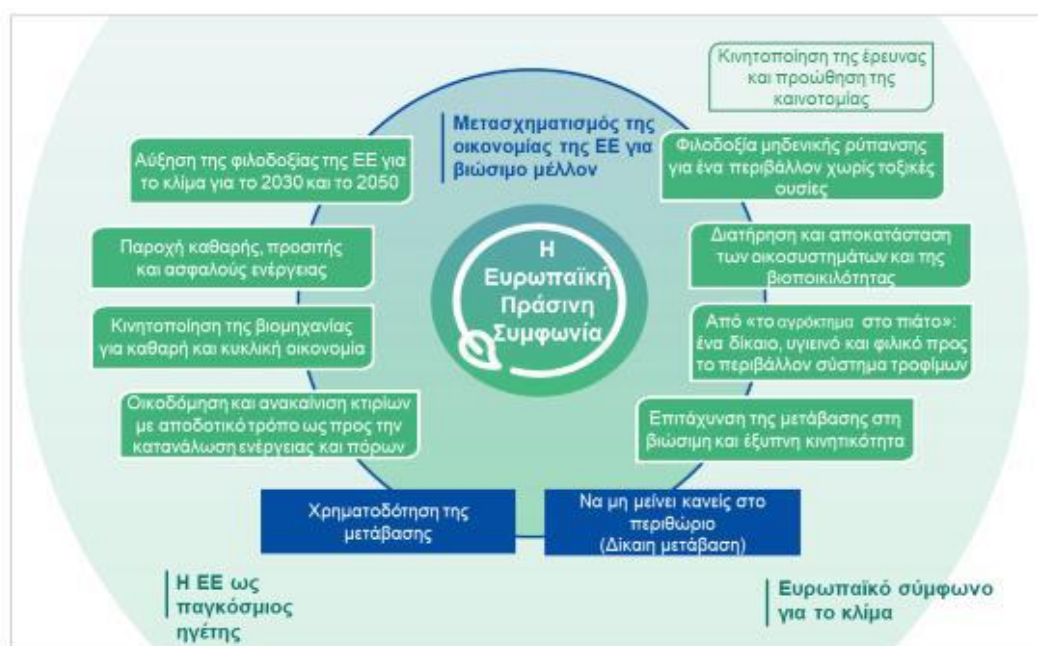 Κινητοποίηση της έρευνας
και προώθηση της
καινοτομίας
Μετασχηματισμός της
οικονομίας της ΕΕ για
βιώσιμο μέλλον
Αύξηση της φιλοδοξίας της ΕΕ για
το κλίμα για το 2030 και το 2050
Φιλοδοξία μηδενικής ρύπανσης
για ένα περιβάλλον χωρίς τοξικές
ουσίες
Παροχή καθαρής, προσιτής
και ασφαλούς ενέργειας
Διατήρηση και αποκατάσταση
των οικοσυστημάτων και της
βιοποικιλότητας
Η
Ευρωπαϊκή
Πράσινη
Συμφωνία
Κινητοποίηση της βιομηχανίας
για καθαρή και κυκλική οικονομία
Από «το αγρόκτημα στο πιάτο»:
ένα δίκαιο, υγιεινό και φιλικό προς
το περιβάλλον σύστημα τροφίμων
Οικοδόμηση και ανακαίνιση κτιρίων
με αποδοτικό τρόπο ως προς την
κατανάλωση ενέργειας και πόρων
Επιτάχυνση της μετάβασης στη
βιώσιμη και έξυπνη κινητικότητα
Χρηματοδότηση της
μετάβασης
Να μη μείνει κανείς στο
περιθώριο
(Δίκαιη μετάβαση)
Η ΕΕ ως
παγκόσμιος
ηγέτης
Ευρωπαϊκό σύμφωνο
για το κλίμα